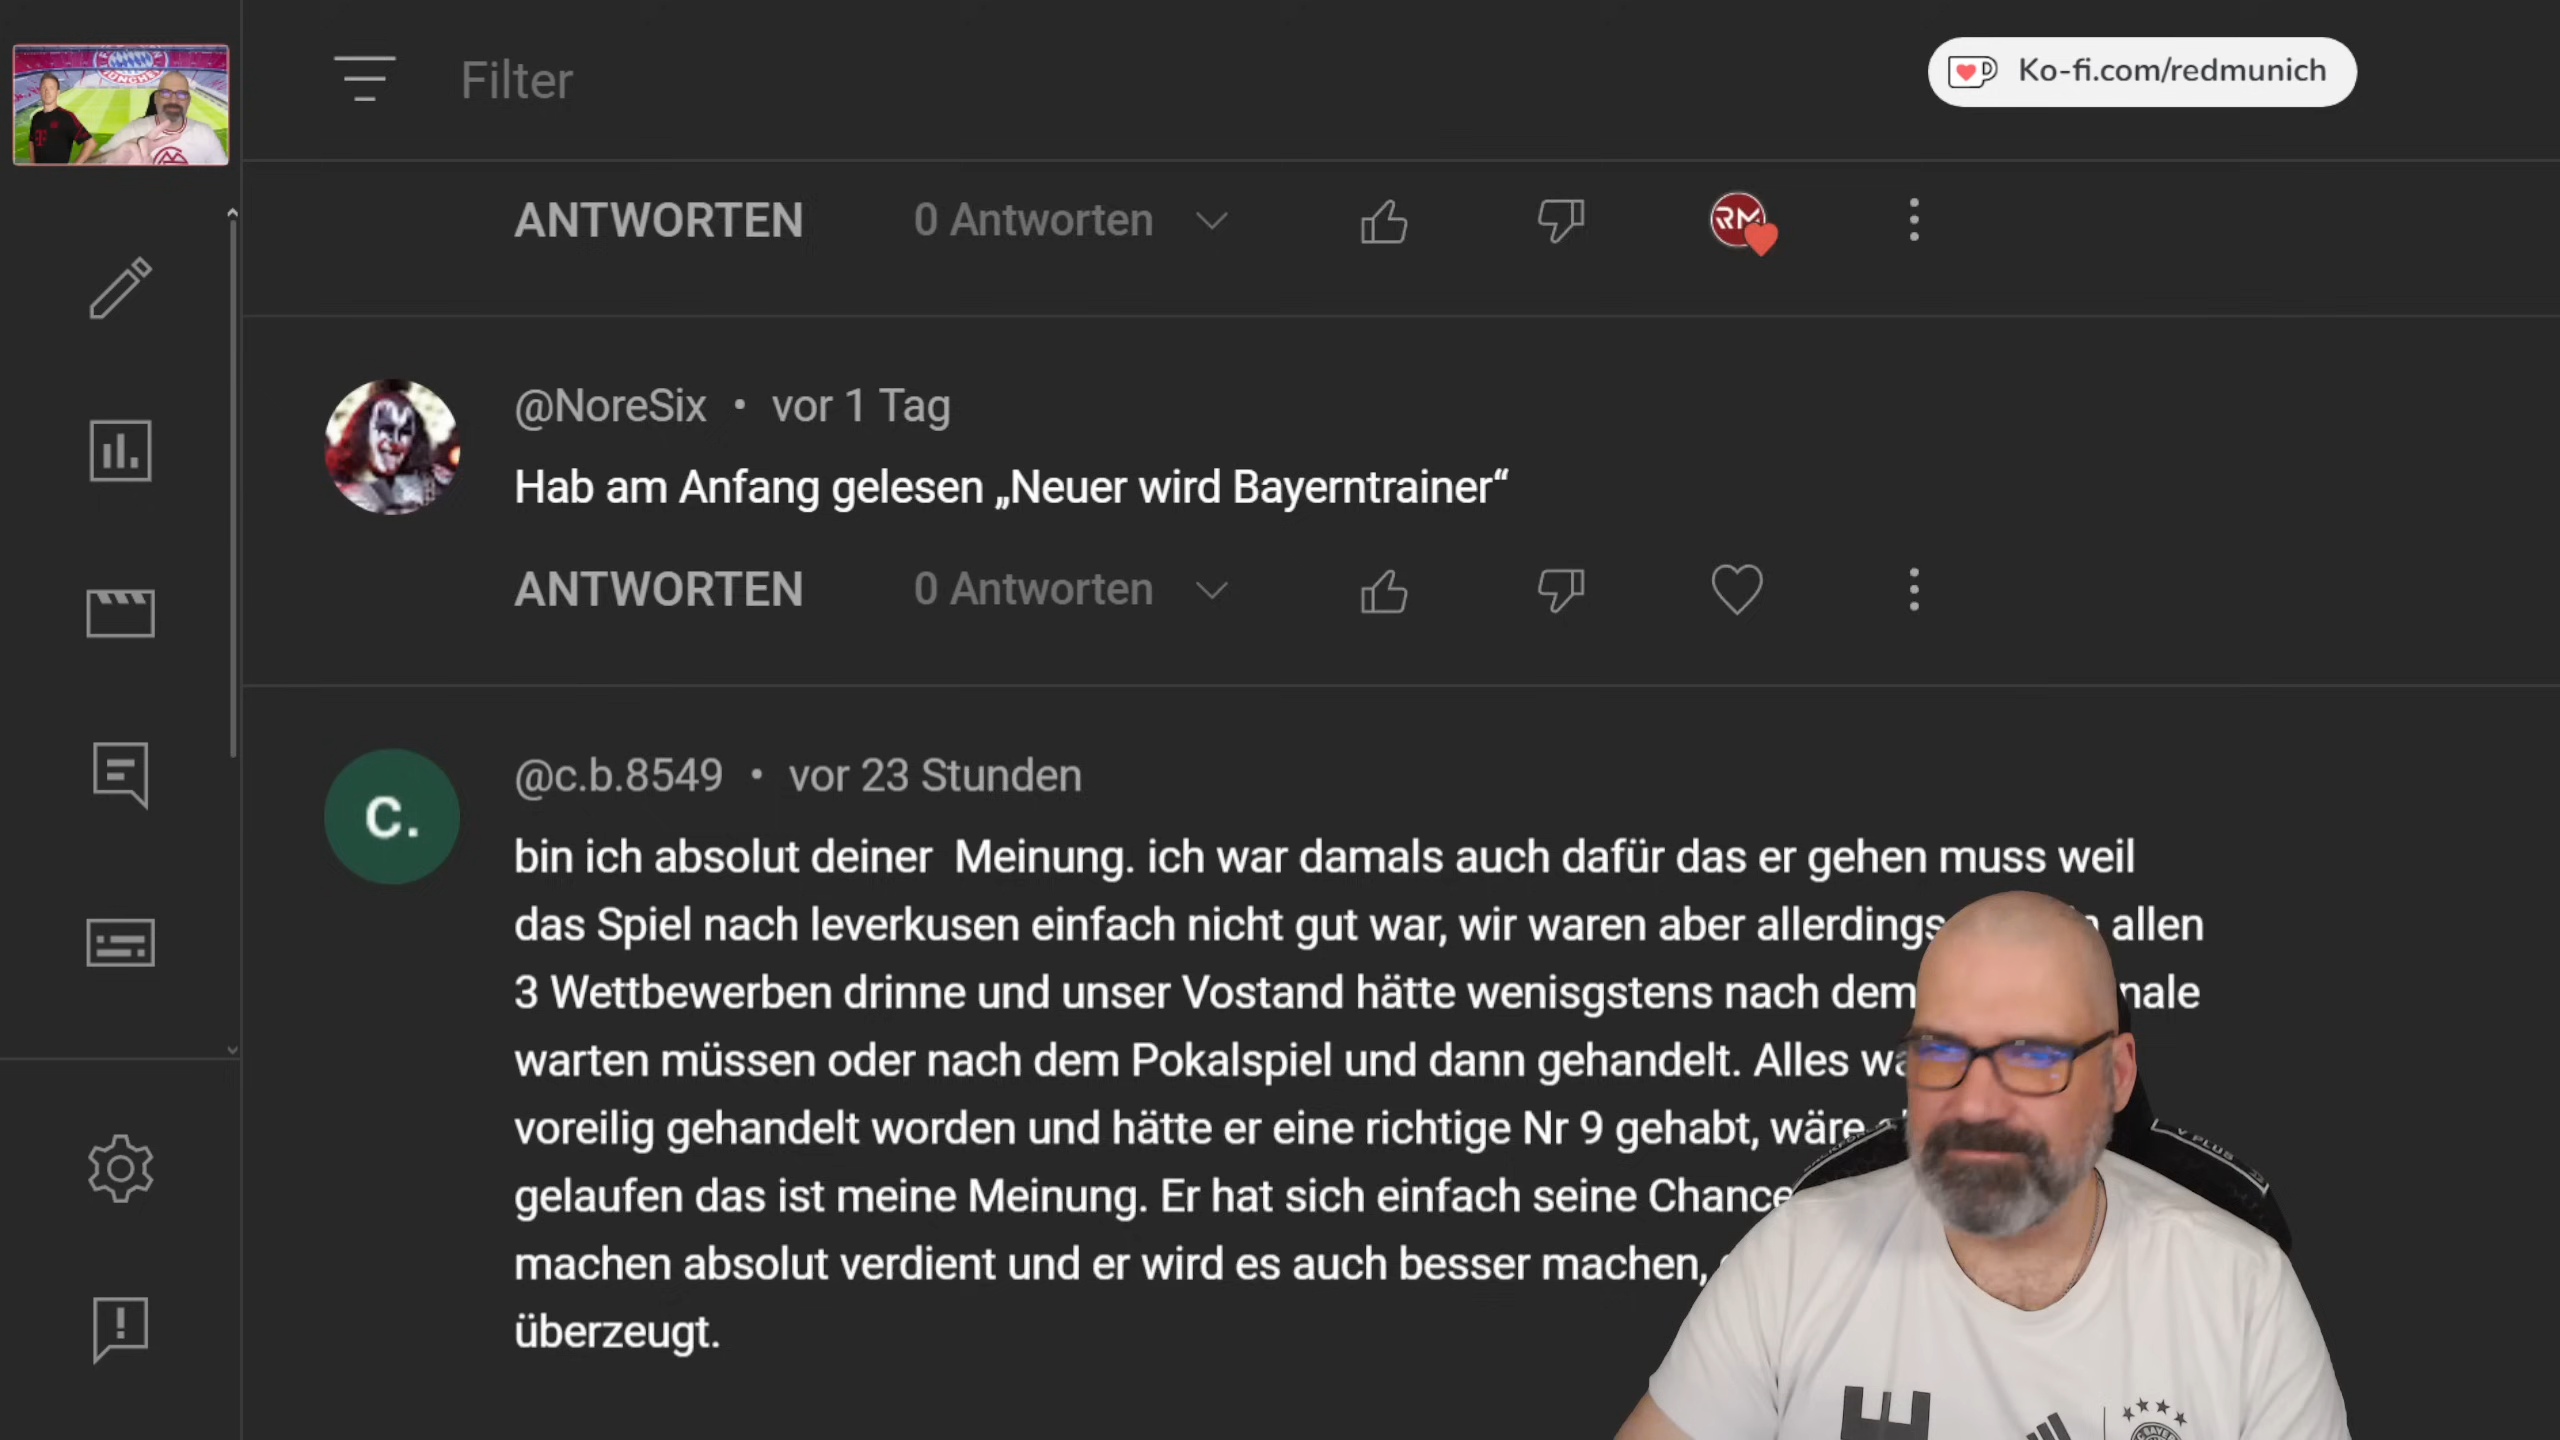 Filter
Ko-fi.com/redmunich
ANTWORTEN 0 Antworten
RM
@NoreSix • vor 1 Tag
Hab am Anfang gelesen „Neuer wird Bayerntrainer“
ANTWORTEN 0 Antworten
C.
@c.b.8549 • vor 23 Stunden
bin ich absolut deiner Meinung. ich war damals auch dafür das er gehen muss weil
das Spiel nach leverkusen einfach nicht gut war, wir waren aber allerdings allen
3 Wettbewerben drinne und unser Vostand hätte wenisgstens nach dem
warten müssen oder nach dem Pokalspiel und dann gehandelt. Alles
voreilig gehandelt worden und hätte er eine richtige Nr 9 gehabt, wäre
gelaufen das ist meine Meinung. Er hat sich einfach seine Chance
machen absolut verdient und er wird es auch besser machen,
überzeugt.
V PLUS